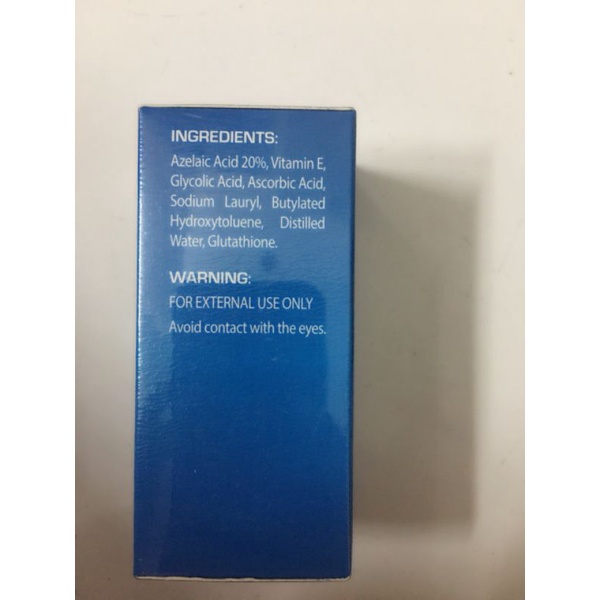 INGREDIENTS:
Azelaic Acid 20%, Vitamin E,
Glycolic Acid, Ascorbic Acid,
Sodium Lauryl, Butylated
Hydroxytoluene, Distilled
Water, Glutathione.
WARNING:
FOR EXTERNAL USE ONLY
Avoid contact with the eyes.